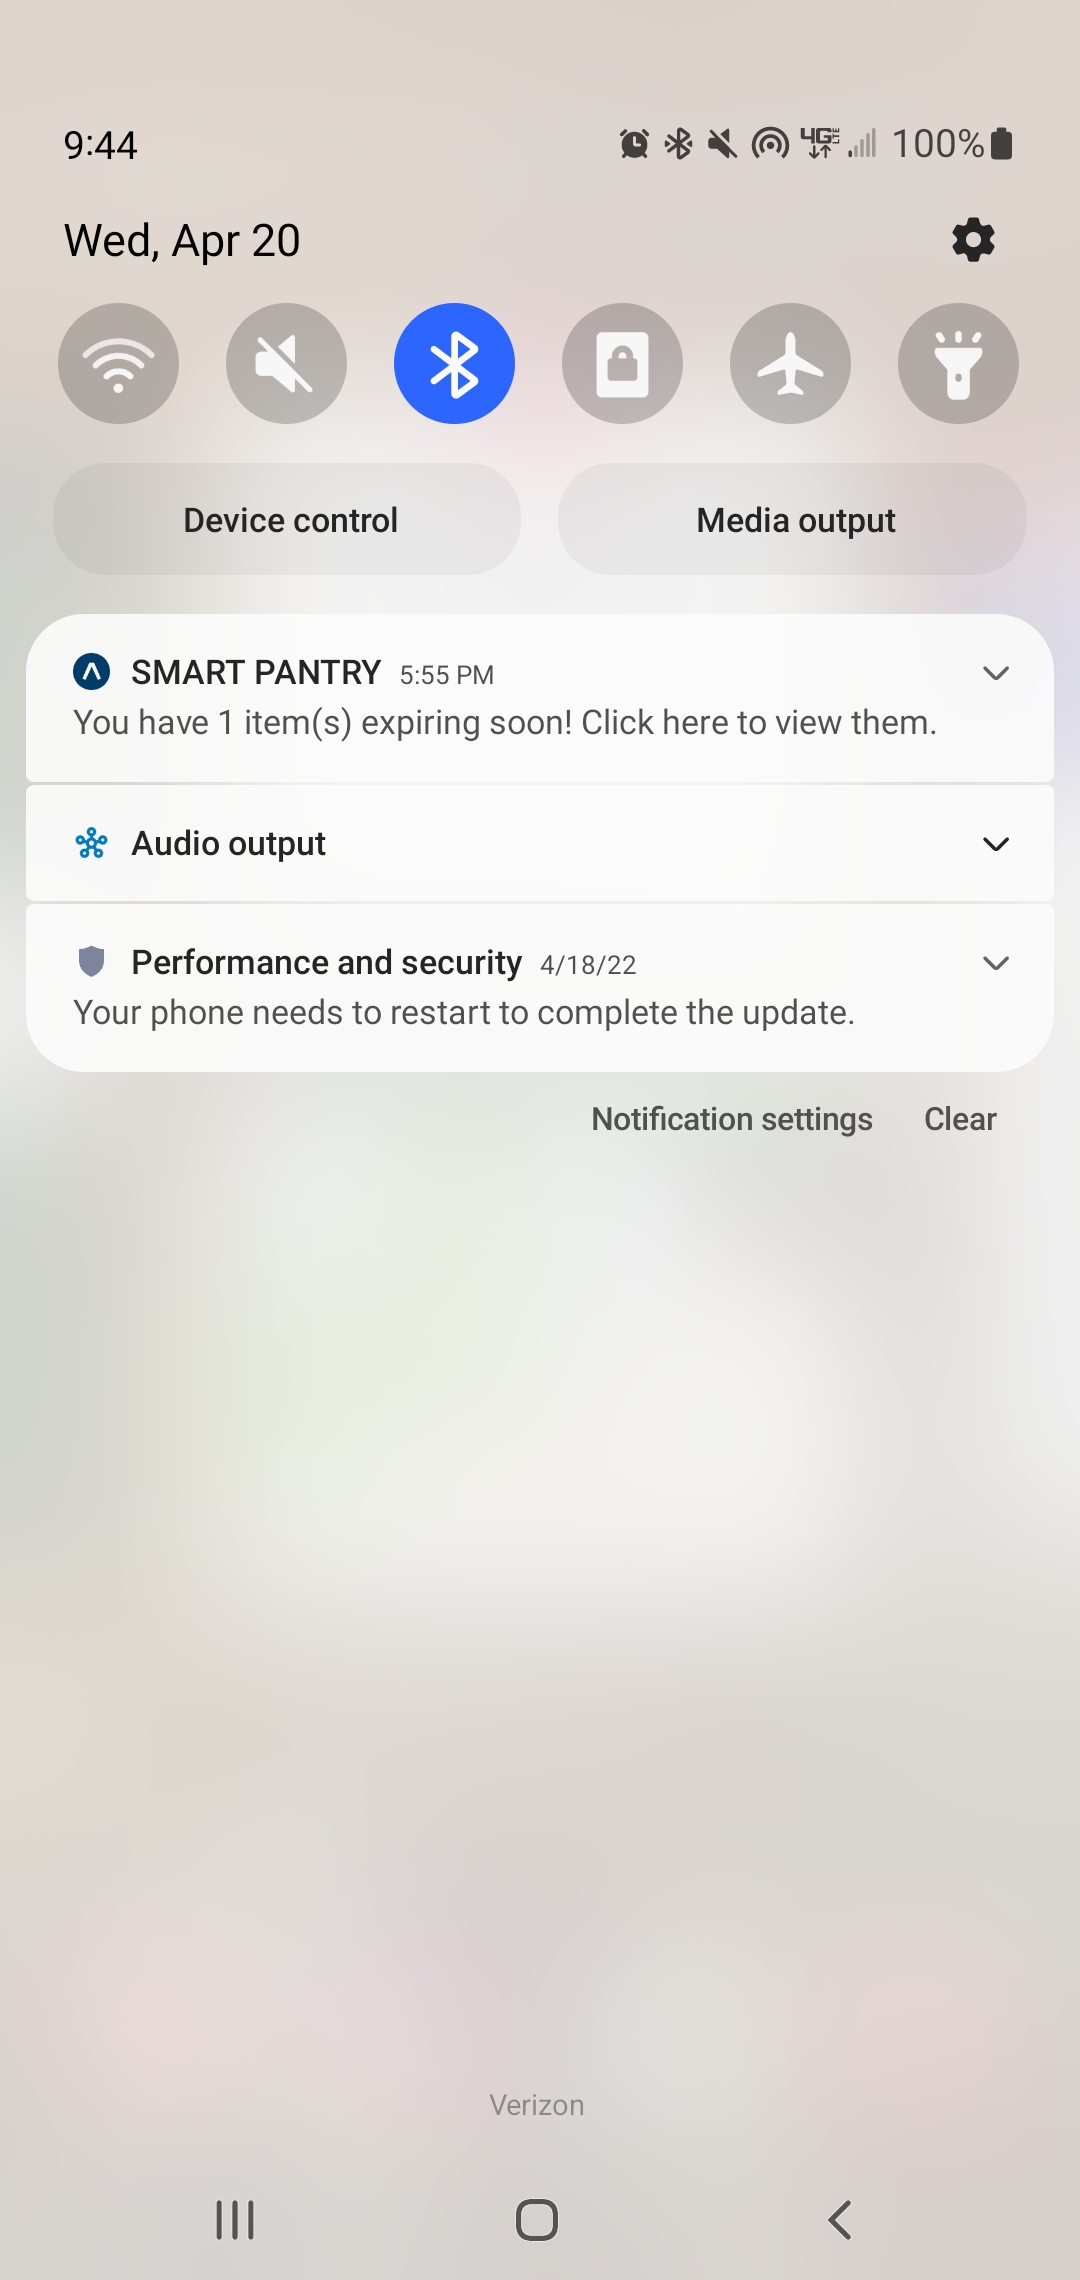 9:44
4G LTE 100%
Wed, Apr 20
Device control
Media output
SMART PANTRY 5:55 PM
You have 1 item(s) expiring soon! Click here to view them.
Audio output
Performance and security 4/18/22
Your phone needs to restart to complete the update.
Notification settings Clear
Verizon